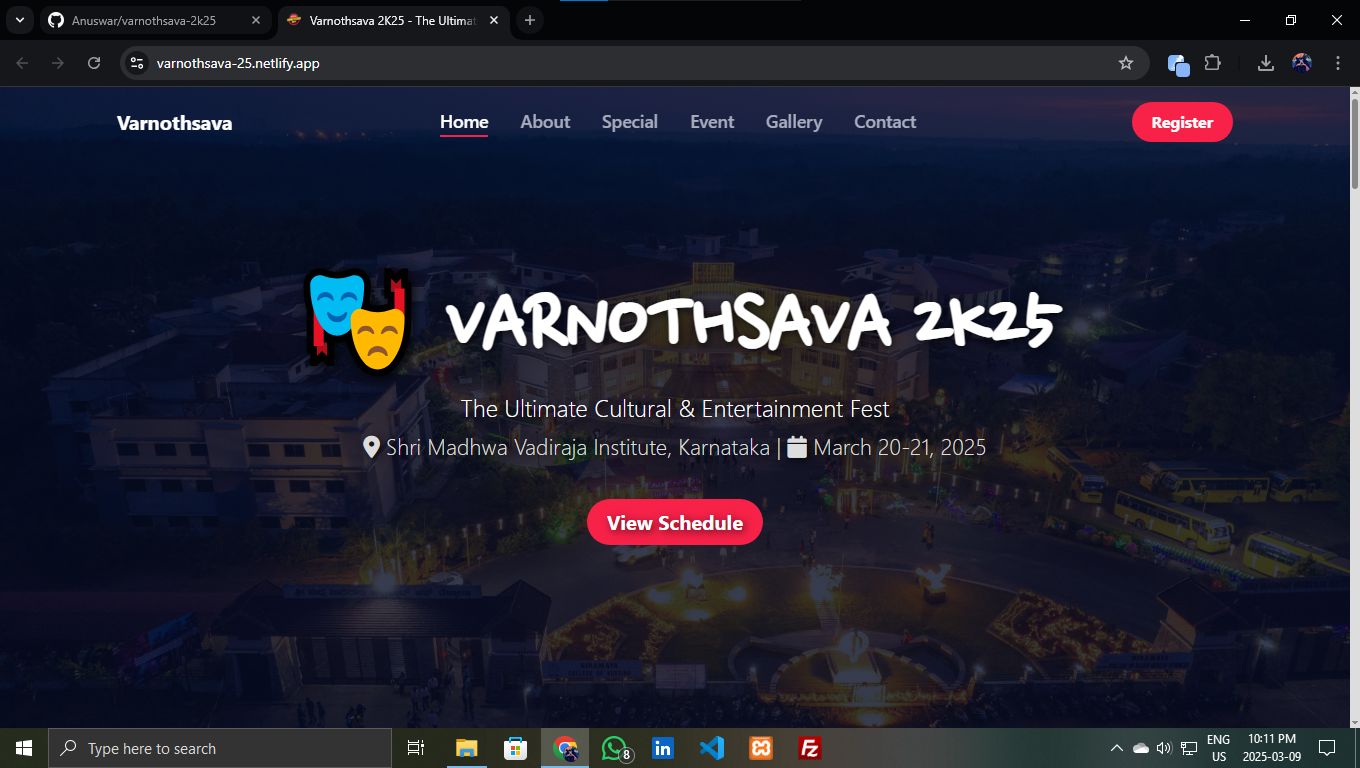 Anuswar/varnothsava-2k25
Varnothsava 2K25 - The Ultimat
varnothsava-25.netlify.app
Varnothsava
Home
About
Special
Event
Gallery
Contact
Register
VARNOTHSAVA 2K25
The Ultimate Cultural & Entertainment Fest
Shri Madhwa Vadiraja Institute, Karnataka | March 20-21, 2025
View Schedule
Type here to search
8
ENG
US
10:11 PM
2025-03-09